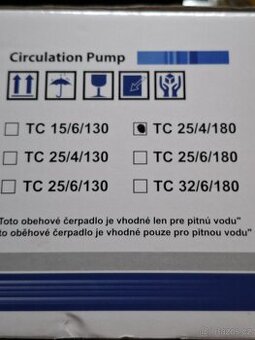 Circulation Pump
TC 15/6/130 TC 25/4/180
TC 25/4/130 TC 25/6/180
TC 25/6/130 TC 32/6/180
Toto obehové čerpadlo je vhodné len pre pitnú vodu"
to oběhové čerpadlo je vhodné pouze pro pitnou vodu"